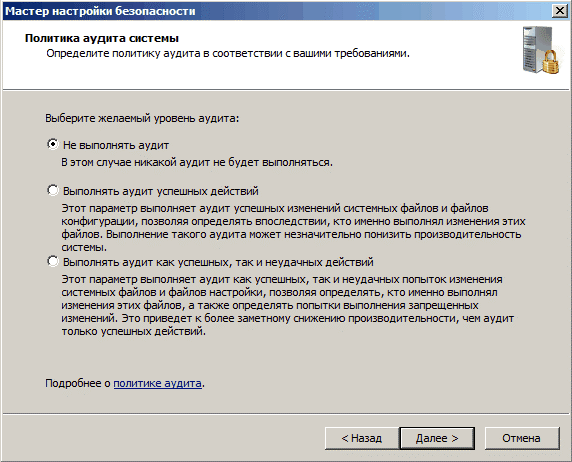 Мастер настройки безопасности
Политика аудита системы
Определите политику аудита в соответствии с вашими требованиями.
Выберите желаемый уровень аудита:
Не выполнять аудит
В этом случае никакой аудит не будет выполняться.
Выполнять аудит успешных действий
Этот параметр выполняет аудит успешных изменений системных файлов и файлов
конфигурации, позволяя определять впоследствии, кто именно выполнял изменения этих
файлов. Выполнение такого аудита может незначительно понизить производительность
системы.
Выполнять аудит как успешных, так и неудачных действий
Этот параметр выполняет аудит как успешных, так и неудачных попыток изменения
системных файлов и файлов настройки, позволяя определять, кто именно выполнял
изменения этих файлов, а также определять попытки выполнения запрещенных
изменений. Это приведет к более заметному снижению производительности, чем аудит
только успешных действий.
Подробнее о политике аудита.
< Назад
Далее >
Отмена